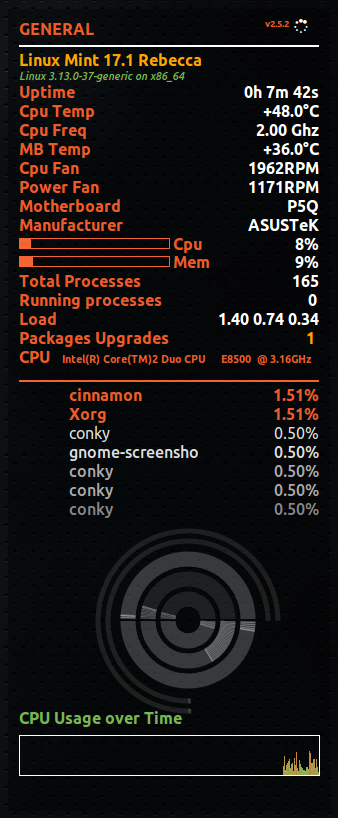 GENERAL v2.5.2
Linux Mint 17.1 Rebecca
Linux 3.13.0-37-generic on x86_64
Uptime 0h 7m 42s
Cpu Temp +48.0°C
Cpu Freq 2.00 Ghz
MB Temp +36.0°C
Cpu Fan 1962RPM
Power Fan 1171RPM
Motherboard P5Q
Manufacturer ASUSTeK
Cpu 8%
Mem 9%
Total Processes 165
Running processes 0
Load 1.40 0.74 0.34
Packages Upgrades 1
CPU Intel(R) Core(TM)2 Duo CPU E8500 @ 3.16GHz
cinnamon 1.51%
Xorg 1.51%
conky 0.50%
gnome-screensho 0.50%
conky 0.50%
conky 0.50%
conky 0.50%
CPU Usage over Time